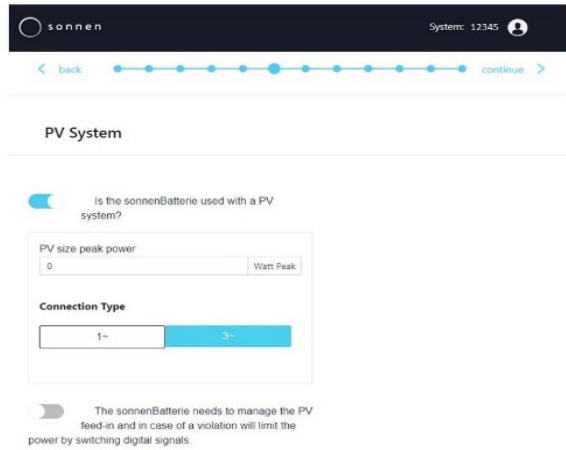 sonnen
System: 12345
< back
continue >
PV System
Is the sonnenBatterie used with a PV
system?
PV size peak power
0
Watt Peak
Connection Type
1~
3~
The sonnenBatterie needs to manage the PV
feed-in and in case of a violation will limit the
power by switching digital signals.